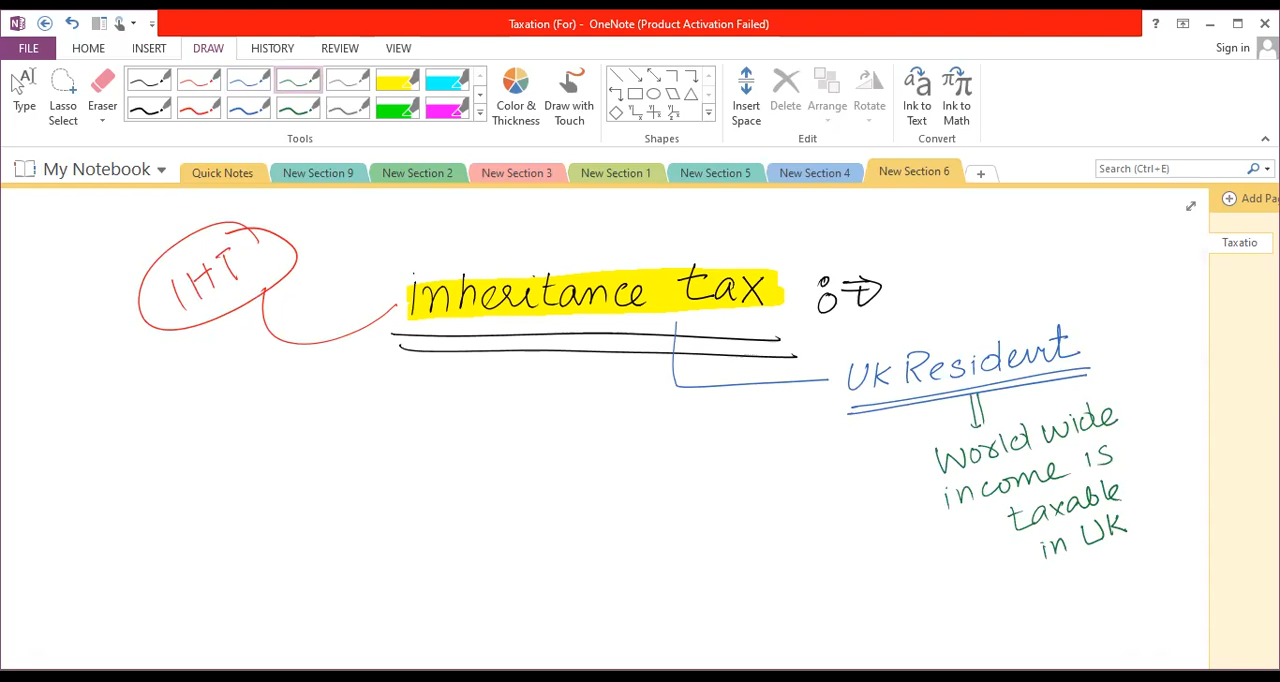 Taxation (For) - OneNote (Product Activation Failed)
?
FILE HOME INSERT DRAW HISTORY REVIEW VIEW
Sign in
Type
Lasso Select
Eraser
Color & Thickness
Draw with Touch
Insert Space
Delete
Arrange
Rotate
Ink to Text
Ink to Math
Tools
Shapes
Edit
Convert
My Notebook
Quick Notes
New Section 9
New Section 2
New Section 3
New Section 1
New Section 5
New Section 4
New Section 6
Search (Ctrl+E)
Add Pa
Taxatio
IHT
inheritance tax
UK Resident
World wide
income is
taxable
in UK